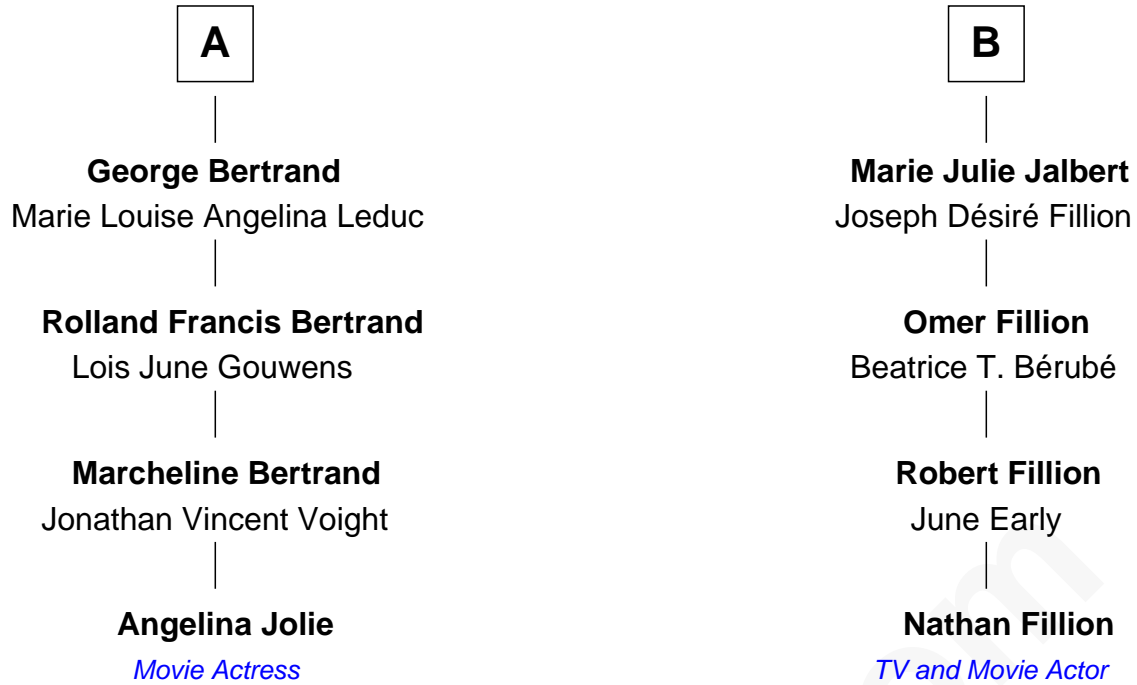 A
George Bertrand
Marie Louise Angelina Leduc
Rolland Francis Bertrand
Lois June Gouwens
Marcheline Bertrand
Jonathan Vincent Voight
Angelina Jolie
Movie Actress
B
Marie Julie Jalbert
Joseph Désiré Fillion
Omer Fillion
Beatrice T. Bérubé
Robert Fillion
June Early
Nathan Fillion
TV and Movie Actor